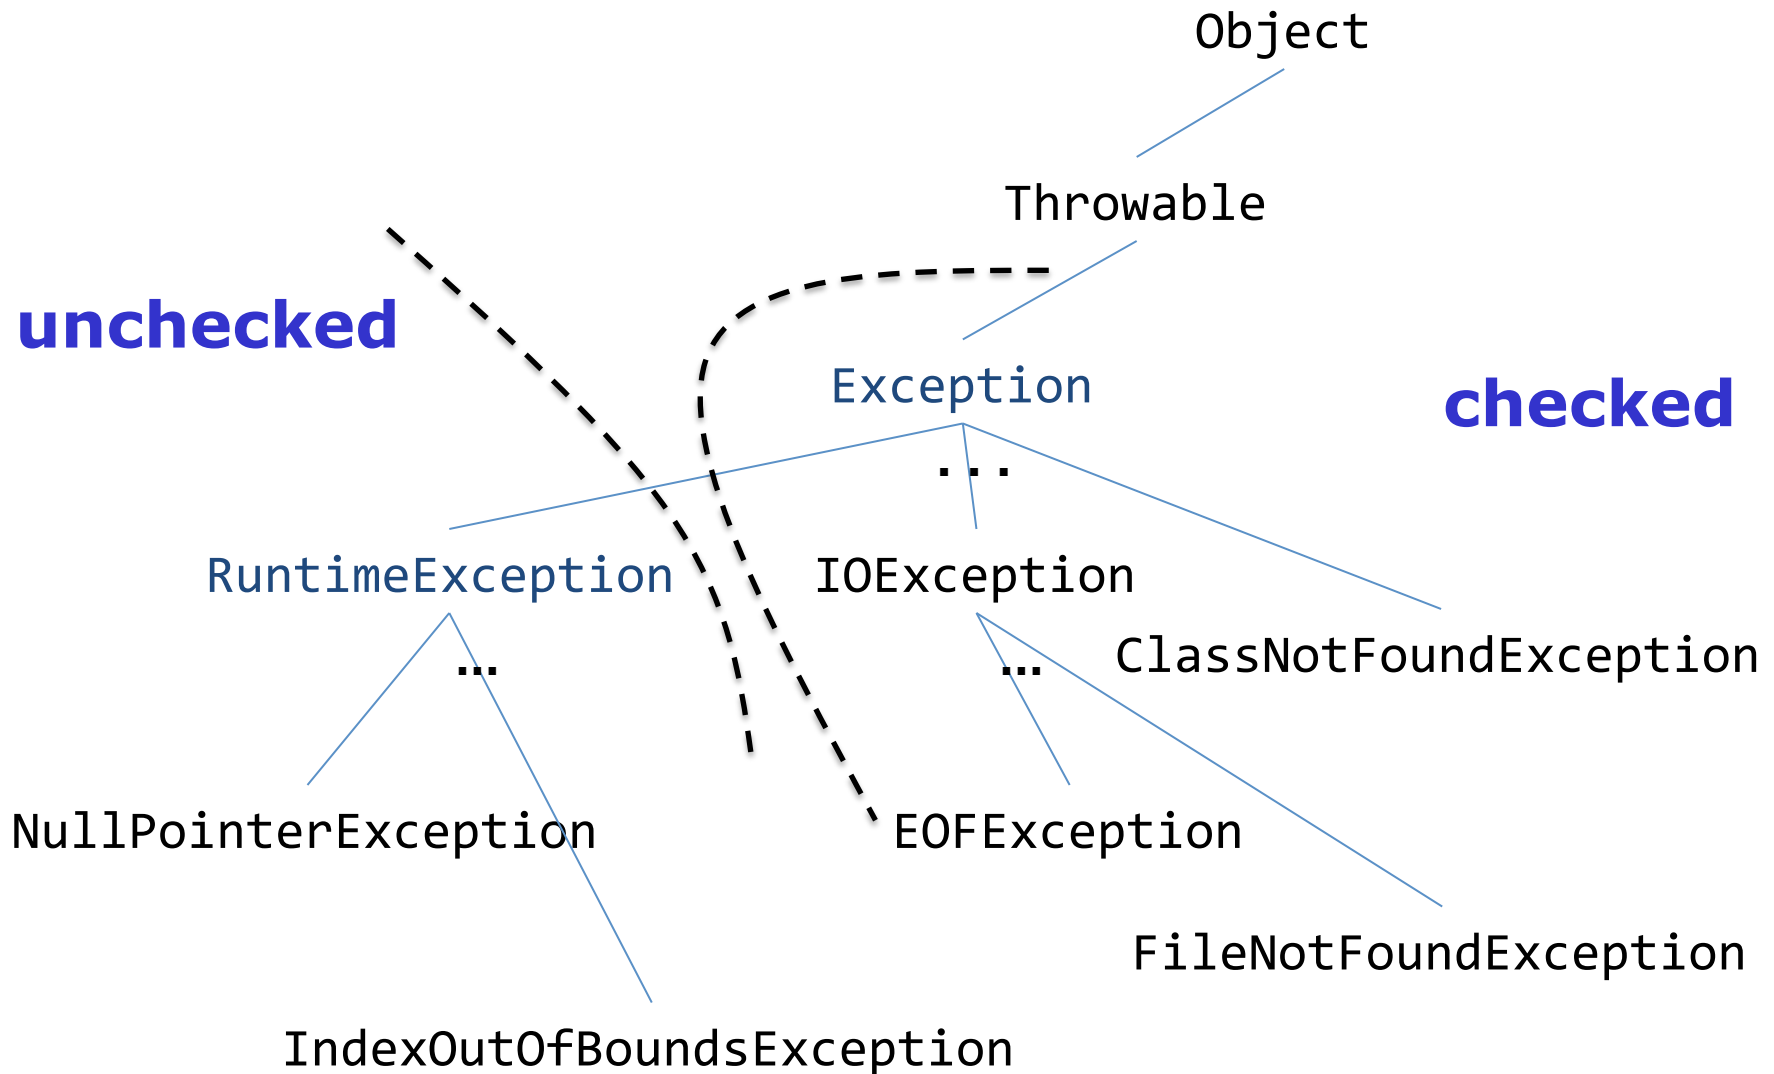 Object
Throwable
unchecked
Exception
checked
...
RuntimeException
IOException
...
...
ClassNotFoundException
NullPointerException
EOFException
FileNotFoundException
IndexOutOfBoundsException